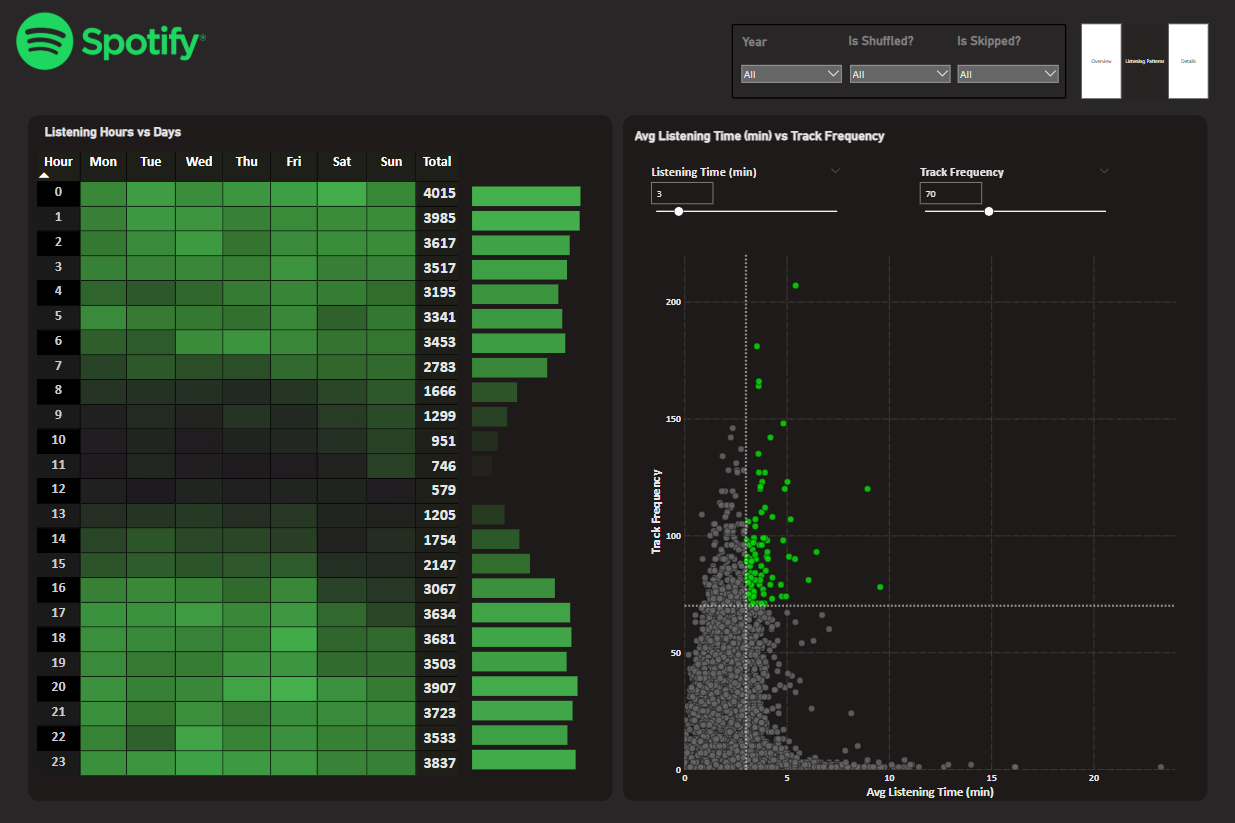 Spotify®
Year Is Shuffled? Is Skipped?
All All All
Overview Listening Patterns Details
Listening Hours vs Days
Hour Mon Tue Wed Thu Fri Sat Sun Total
0 4015
1 3985
2 3617
3 3517
4 3195
5 3341
6 3453
7 2783
8 1666
9 1299
10 951
11 746
12 579
13 1205
14 1754
15 2147
16 3067
17 3634
18 3681
19 3503
20 3907
21 3723
22 3533
23 3837
Avg Listening Time (min) vs Track Frequency
Listening Time (min) Track Frequency
3 70
200
150
100
50
0
Track Frequency
0 5 10 15 20
Avg Listening Time (min)